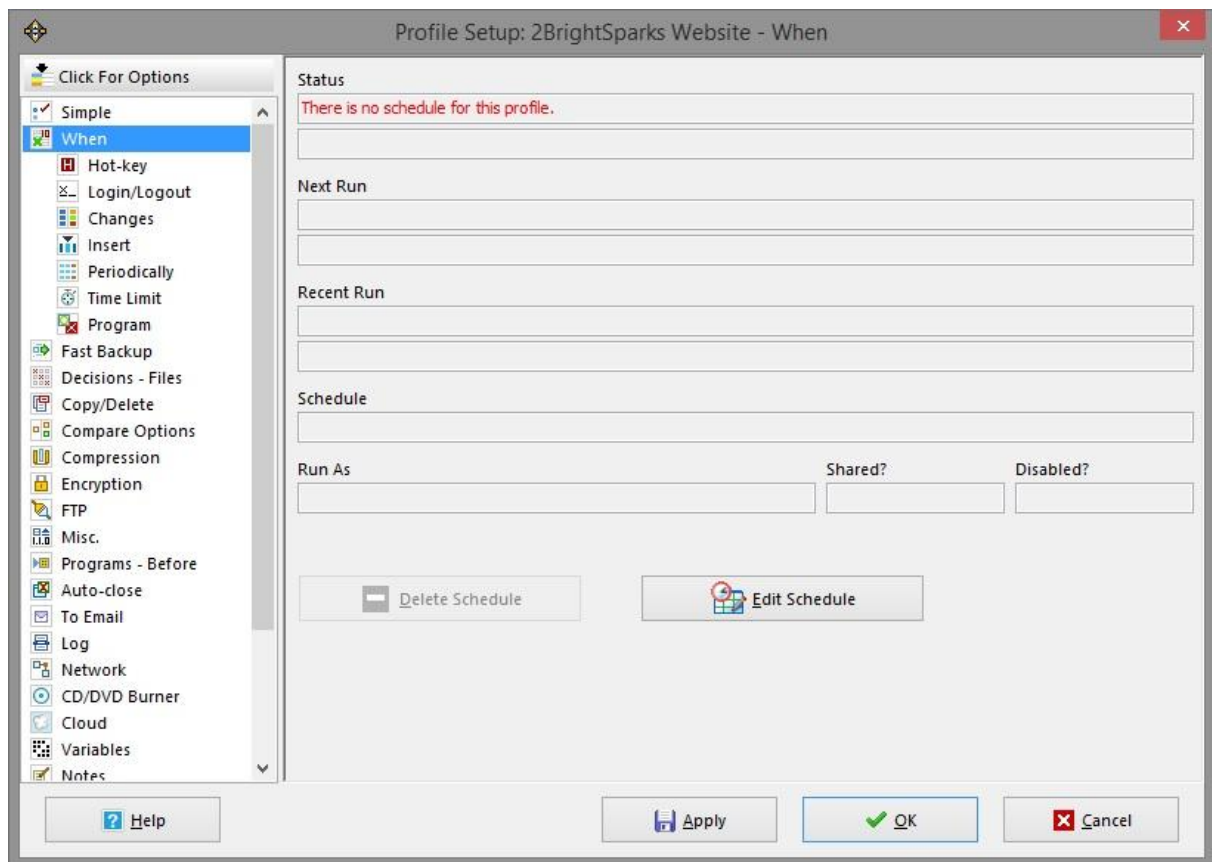 Profile Setup: 2BrightSparks Website - When
Click For Options
Simple
When
Hot-key
Login/Logout
Changes
Insert
Periodically
Time Limit
Program
Fast Backup
Decisions - Files
Copy/Delete
Compare Options
Compression
Encryption
FTP
Misc.
Programs - Before
Auto-close
To Email
Log
Network
CD/DVD Burner
Cloud
Variables
Notes
Status
There is no schedule for this profile.
Next Run
Recent Run
Schedule
Run As Shared? Disabled?
Delete Schedule Edit Schedule
Help Apply OK Cancel